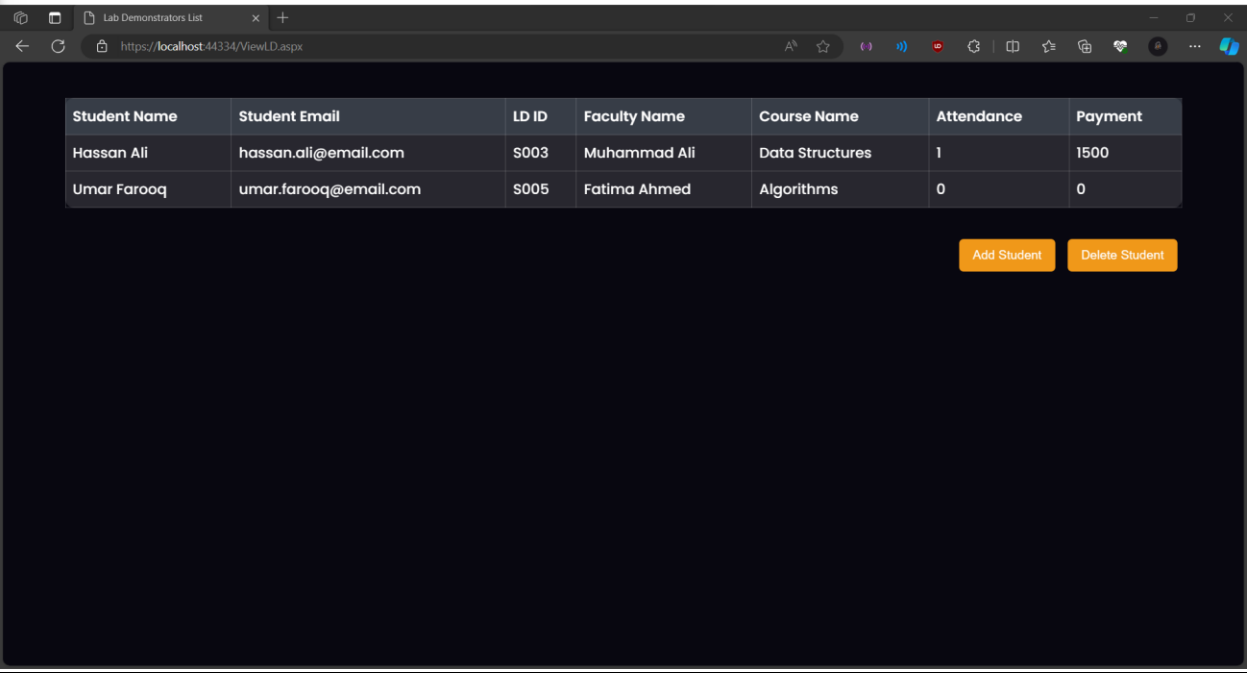 Lab Demonstrators List
https://localhost:44334/ViewLD.aspx
Student Name Student Email LD ID Faculty Name Course Name Attendance Payment
Hassan Ali hassan.ali@email.com S003 Muhammad Ali Data Structures 1 1500
Umar Farooq umar.farooq@email.com S005 Fatima Ahmed Algorithms 0 0
Add Student Delete Student